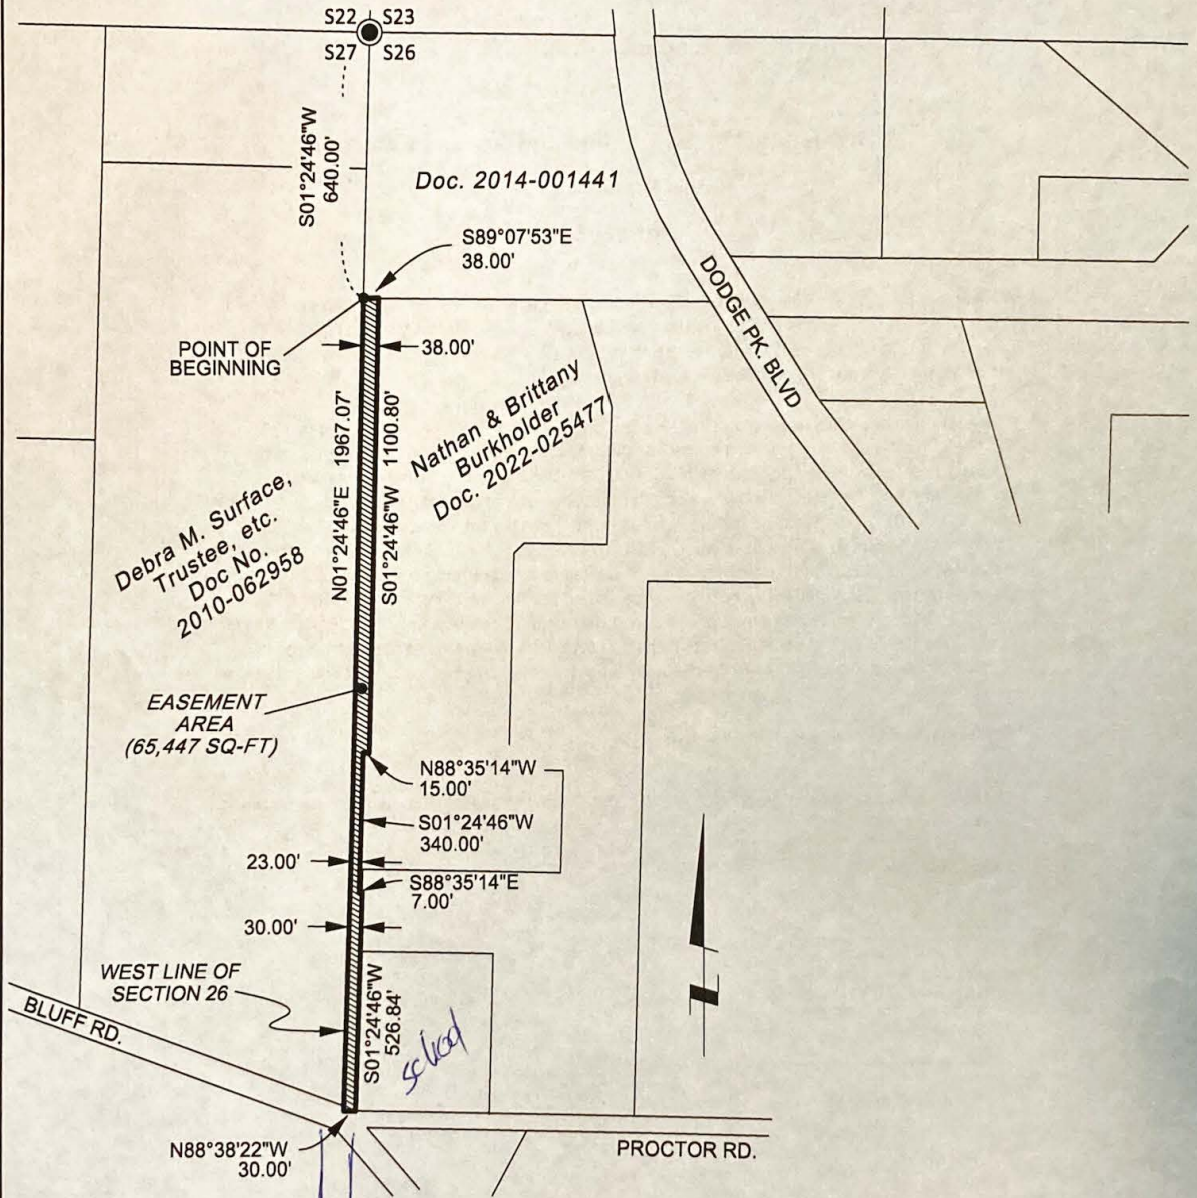 S22 S23
S27 S26
S01°24'46"W
640.00'
Doc. 2014-001441
S89°07'53"E
38.00'
DODGE PK. BLVD
POINT OF
BEGINNING
38.00'
N01°24'46"E 1967.07'
S01°24'46"W 1100.80'
Nathan & Brittany
Burkholder
Doc. 2022-025477
Debra M. Surface,
Trustee, etc.
Doc No.
2010-062958
EASEMENT
AREA
(65,447 SQ-FT)
N88°35'14"W
15.00'
S01°24'46"W
340.00'
23.00'
S88°35'14"E
7.00'
30.00'
WEST LINE OF
SECTION 26
BLUFF RD.
S01°24'46"W
526.84'
school
N88°38'22"W
30.00'
PROCTOR RD.